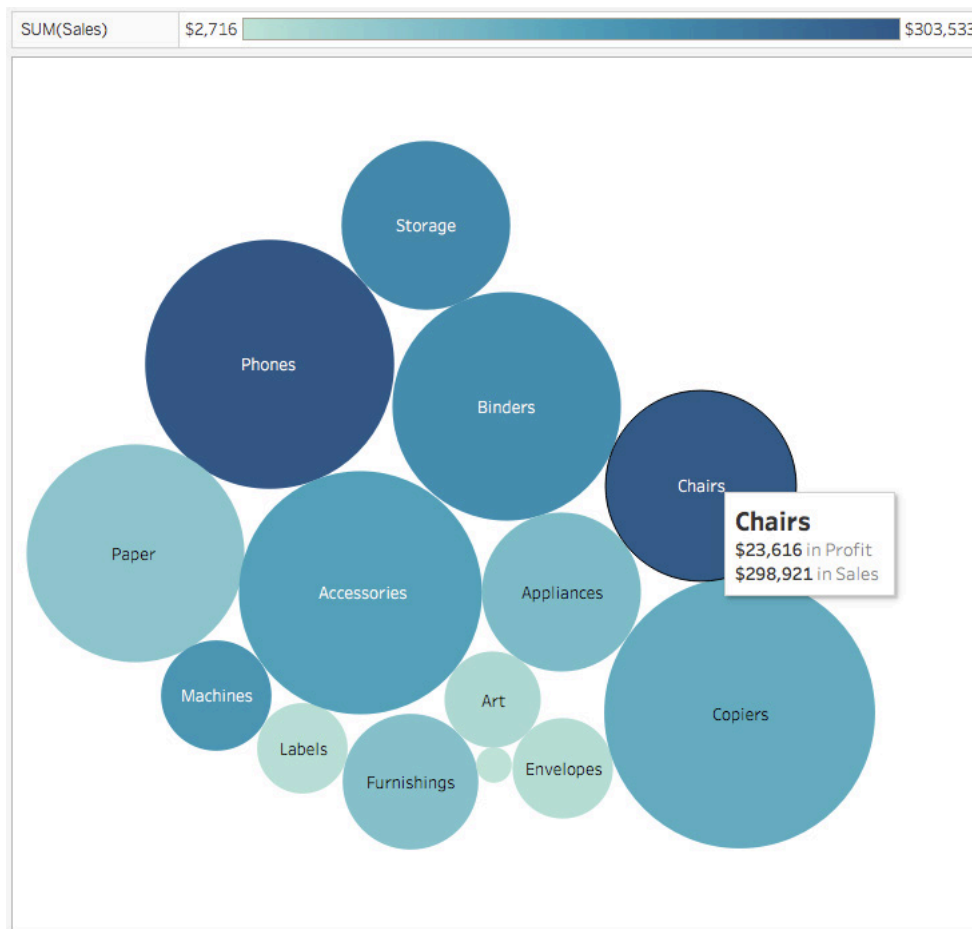 SUM(Sales)
$2,716
$303,533
Storage
Phones
Binders
Chairs
Chairs
$23,616 in Profit
$298,921 in Sales
Paper
Accessories
Appliances
Machines
Art
Copiers
Labels
Envelopes
Furnishings